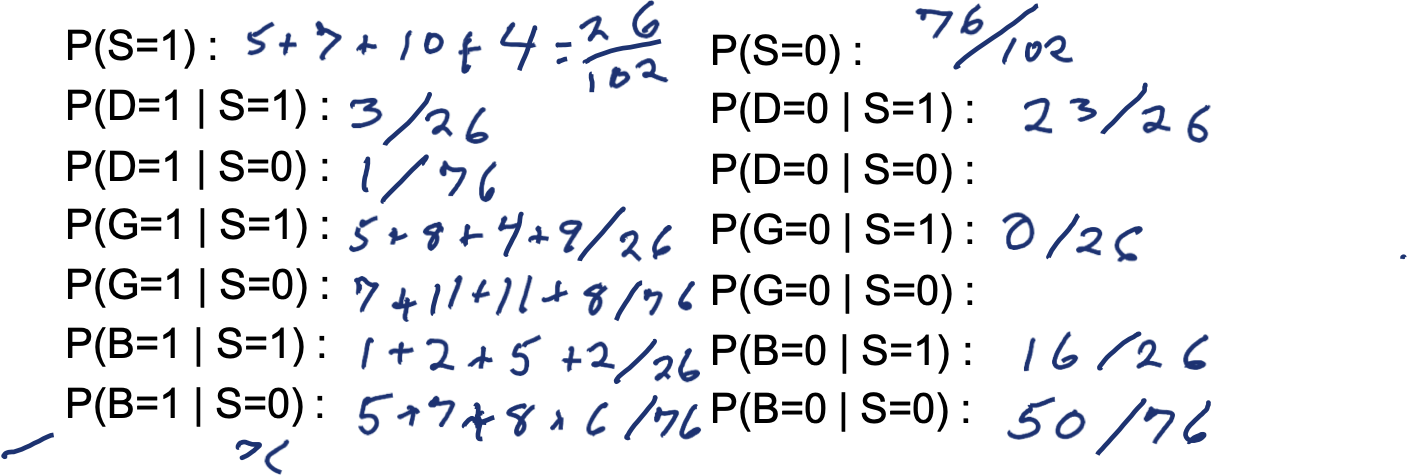 P(S=1) : 5+7+10+4=26/102 P(S=0) : 76/102
P(D=1 | S=1) : 3/26 P(D=0 | S=1) : 23/26
P(D=1 | S=0) : 1/76 P(D=0 | S=0) :
P(G=1 | S=1) : 5+8+4+9/26 P(G=0 | S=1) : 0/26
P(G=1 | S=0) : 7+11+11+8/76 P(G=0 | S=0) :
P(B=1 | S=1) : 1+2+5+2/26 P(B=0 | S=1) : 16/26
P(B=1 | S=0) : 5+7+8+6/76 P(B=0 | S=0) : 50/76
76